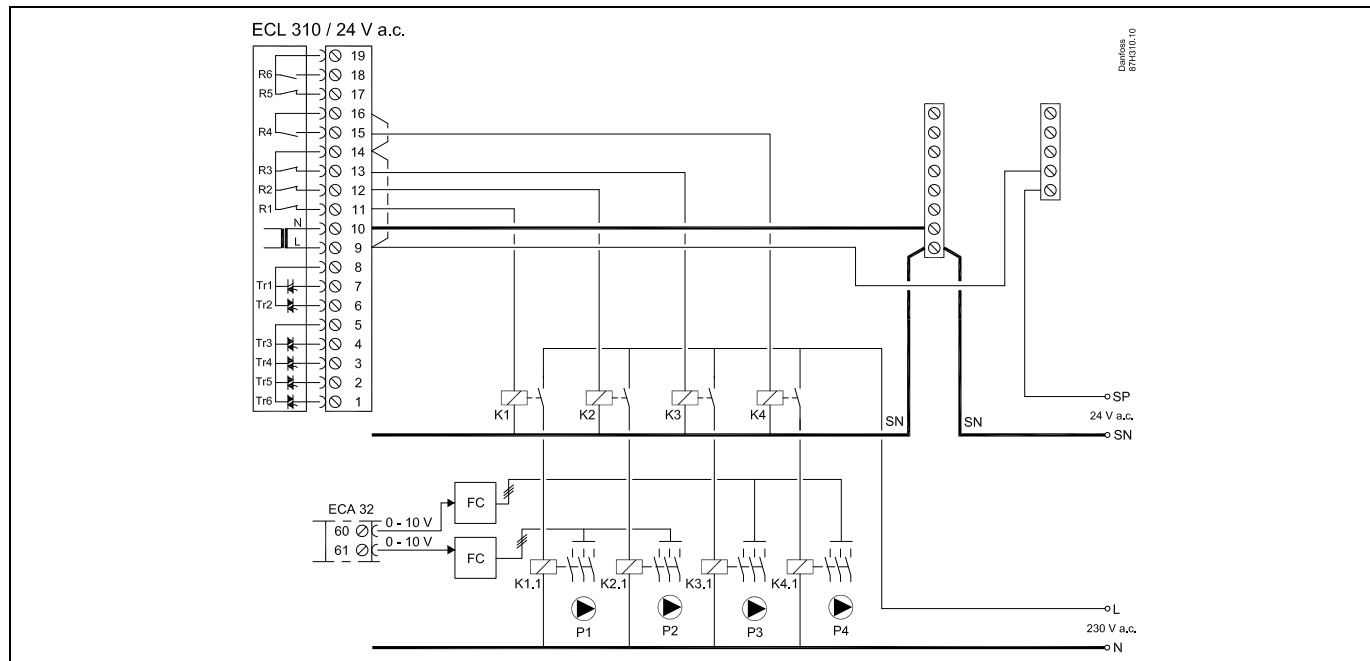 ECL 310 / 24 V a.c.
Danfoss
87H310.10
19
R6 18
R5 17
16
R4 15
14
R3 13
R2 12
R1 11
N 10
L 9
8
Tr1 7
Tr2 6
5
Tr3 4
Tr4 3
Tr5 2
Tr6 1
K1 K2 K3 K4
SP
24 V a.c.
SN SN SN
ECA 32
60 0 - 10 V FC
61 0 - 10 V FC
K1.1 K2.1 K3.1 K4.1
P1 P2 P3 P4
L
230 V a.c.
N